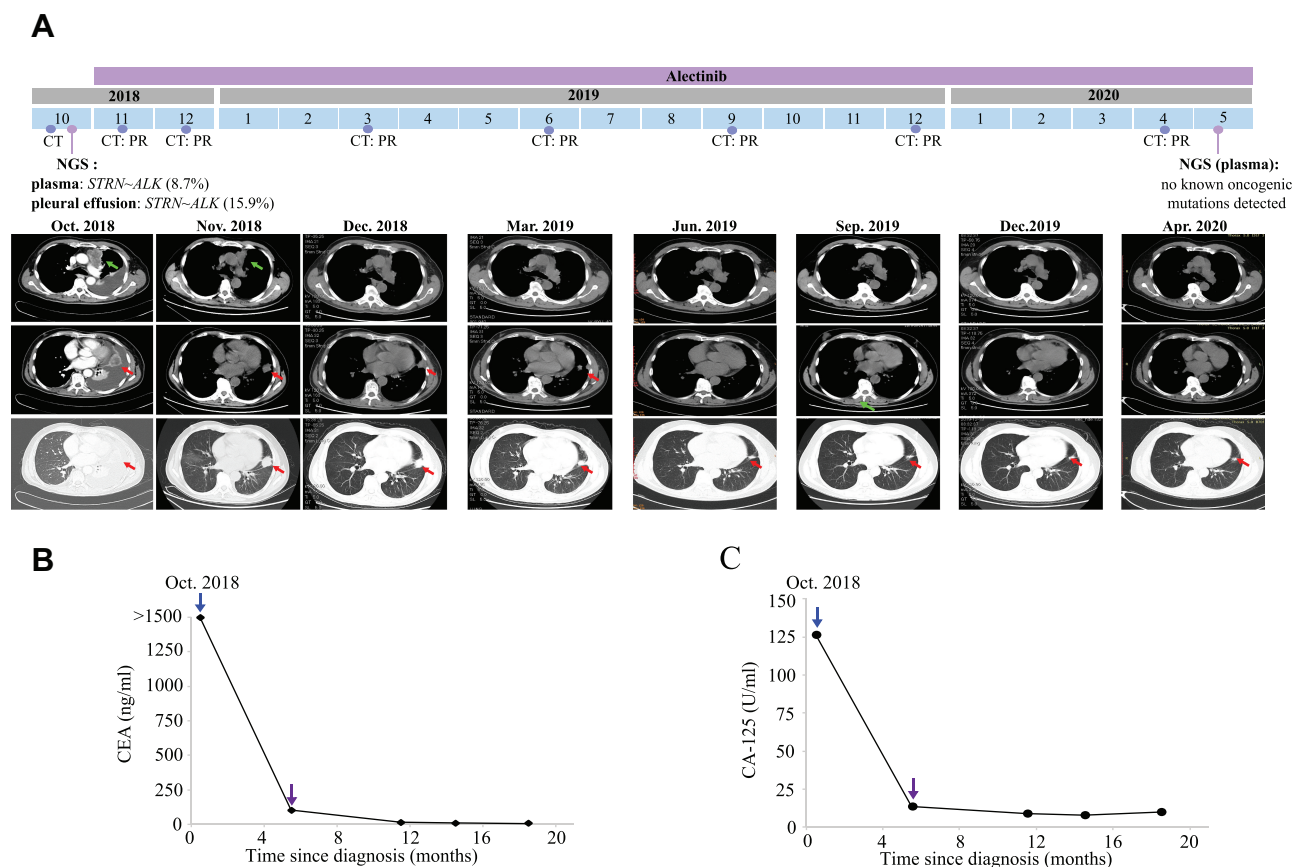 A
Alectinib
2018 2019 2020
10 11 12 1 2 3 4 5 6 7 8 9 10 11 12 1 2 3 4 5
CT CT: PR CT: PR CT: PR CT: PR CT: PR CT: PR CT: PR
NGS :
plasma: STRN~ALK (8.7%)
pleural effusion: STRN~ALK (15.9%)
NGS (plasma):
no known oncogenic
mutations detected
Oct. 2018 Nov. 2018 Dec. 2018 Mar. 2019 Jun. 2019 Sep. 2019 Dec.2019 Apr. 2020
B
Oct. 2018
>1500
1250
1000
750
500
250
0
CEA (ng/ml)
0 4 8 12 16 20
Time since diagnosis (months)
C
Oct. 2018
150
125
100
75
50
25
0
CA-125 (U/ml)
0 4 8 12 16 20
Time since diagnosis (months)